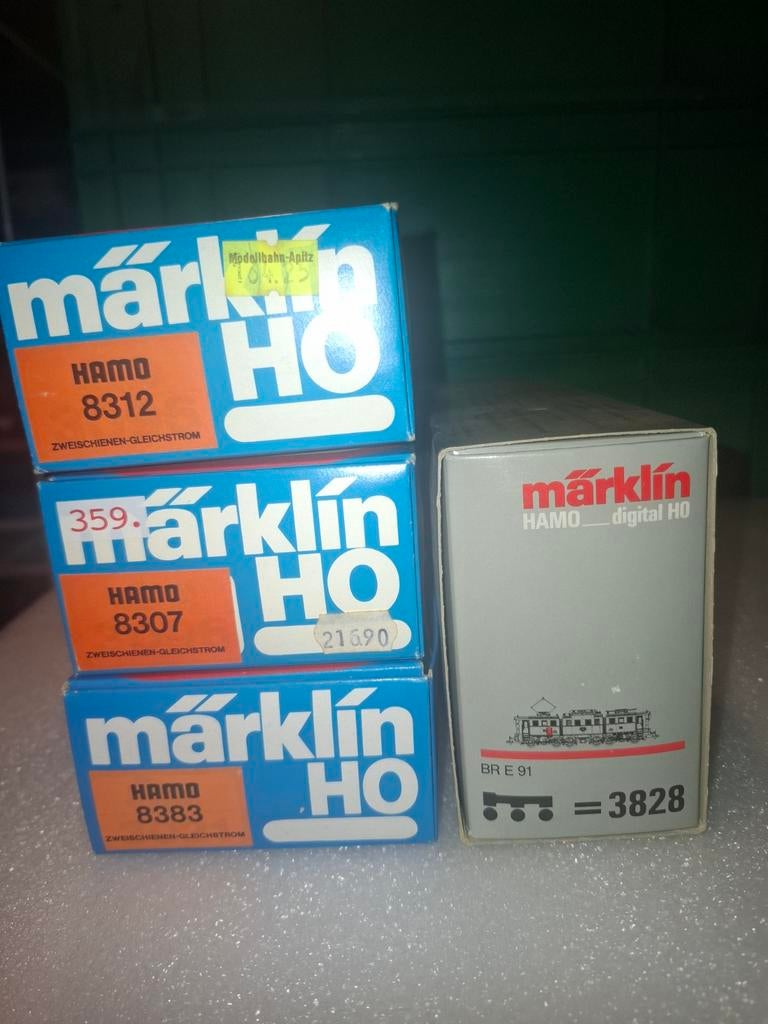 märklin
Modellbahn-Apitz
HO
HAMO
8312
ZWEISCHIENEN-GLEICHSTROM
359.
märklin
HO
HAMO
8307
ZWEISCHIENEN-GLEICHSTROM
21690
märklin
HO
HAMO
8383
ZWEISCHIENEN-GLEICHSTROM
märklin
HAMO digital HO
BR E 91
= 3828